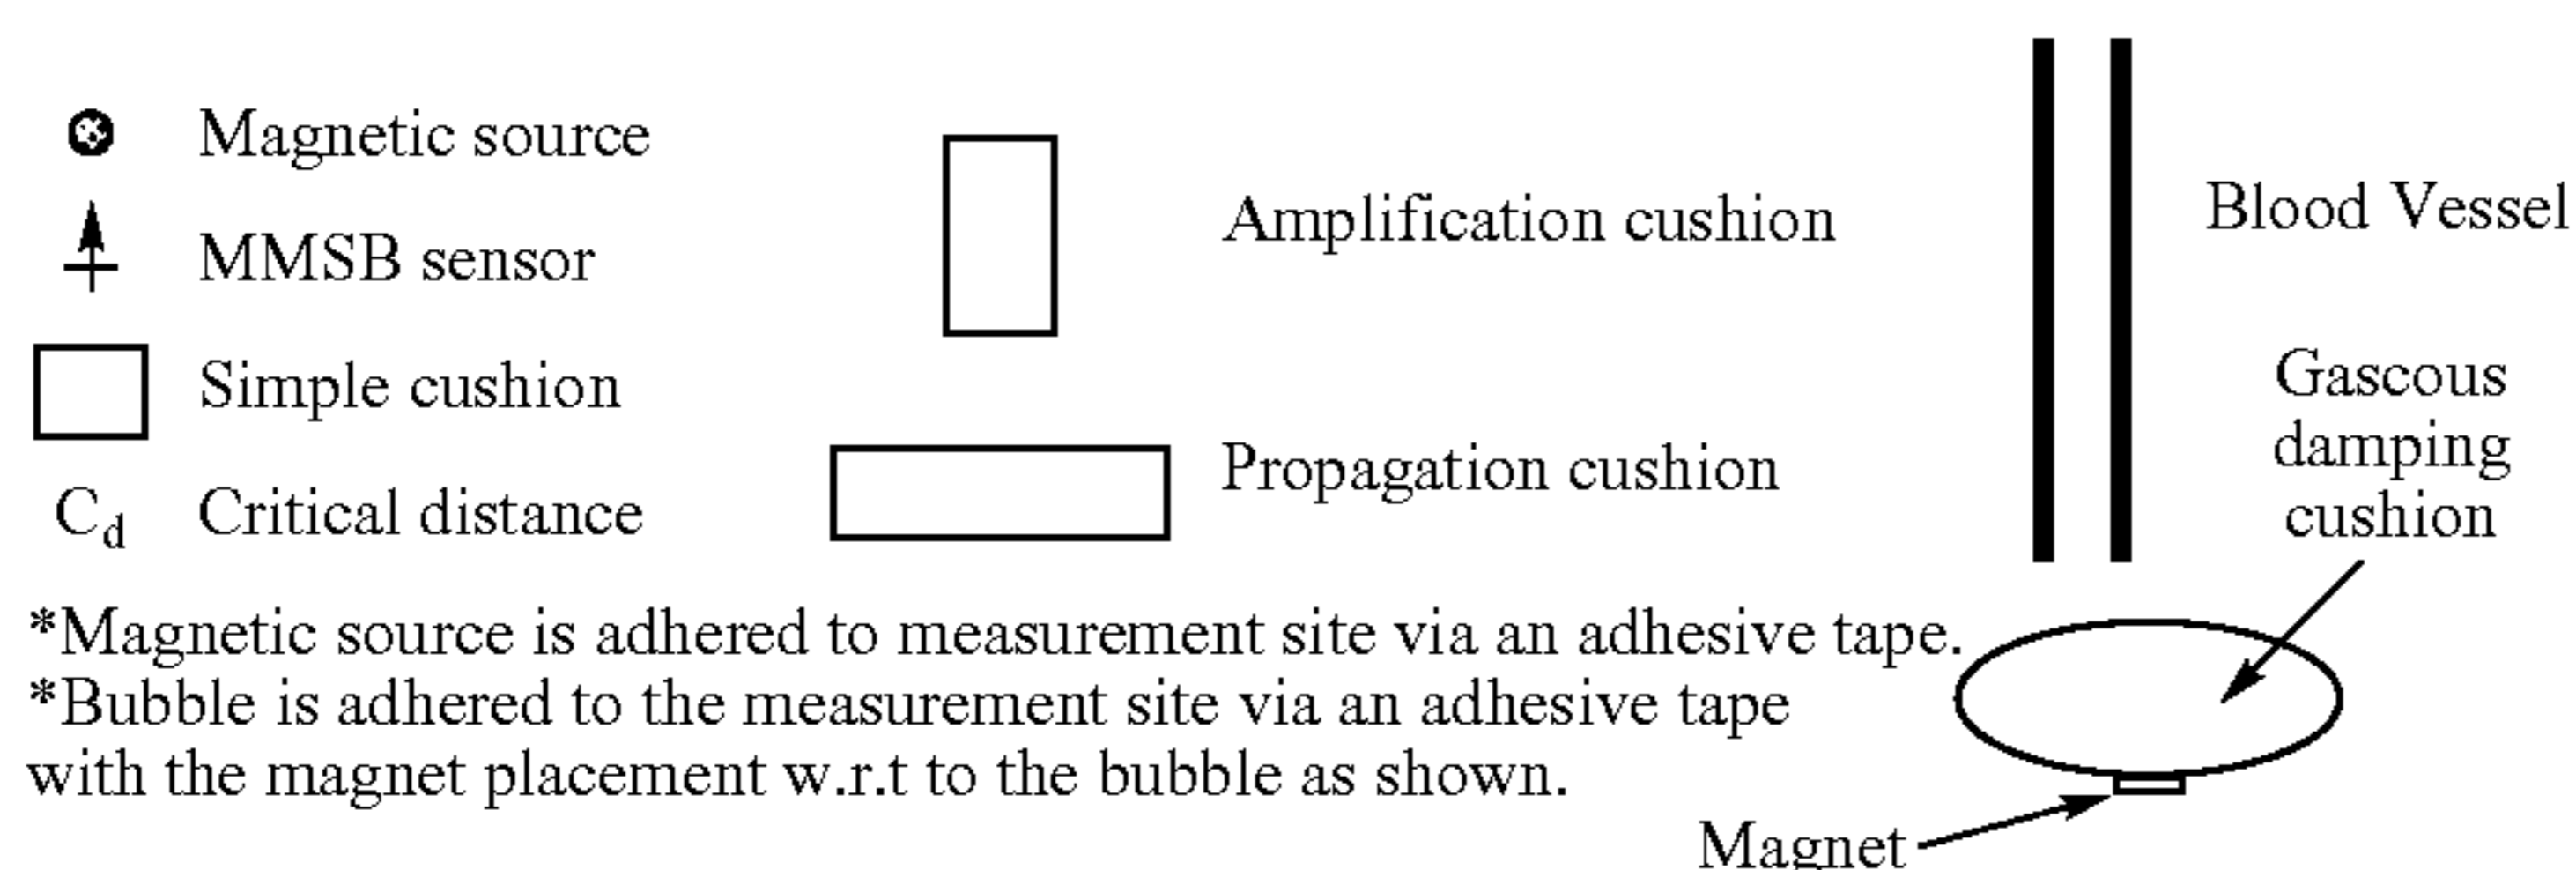 Magnetic source
MMSB sensor
Simple cushion
C_d Critical distance
Amplification cushion
Propagation cushion
Blood Vessel
Gascous
damping
cushion
*Magnetic source is adhered to measurement site via an adhesive tape.
*Bubble is adhered to the measurement site via an adhesive tape
with the magnet placement w.r.t to the bubble as shown.
Magnet